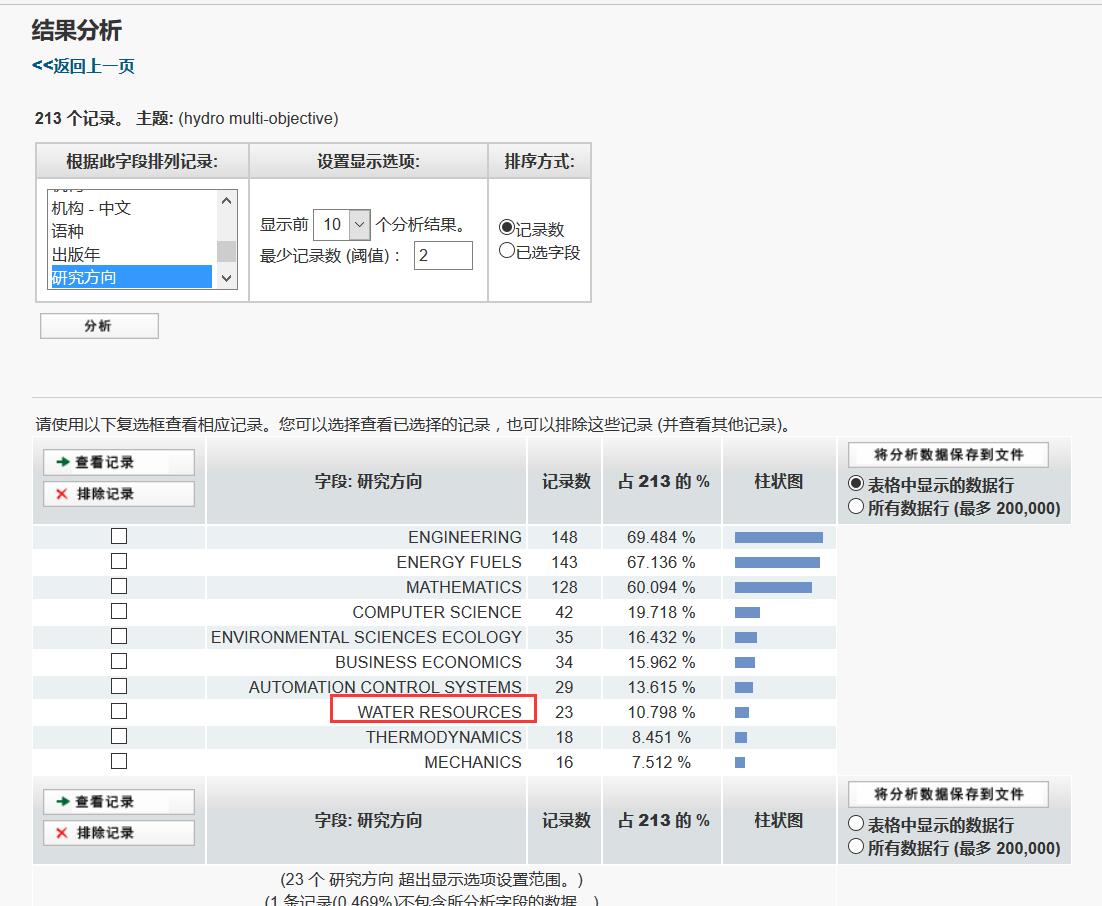 结果分析
<<返回上一页
213 个记录。 主题: (hydro multi-objective)
根据此字段排列记录: 设置显示选项: 排序方式:
机构 - 中文
语种
出版年
研究方向
显示前 10 个分析结果。
最少记录数 (阈值)： 2
记录数
已选字段
分析
请使用以下复选框查看相应记录。您可以选择查看已选择的记录，也可以排除这些记录 (并查看其他记录)。
查看记录
排除记录
字段: 研究方向 记录数 占 213 的 % 柱状图
将分析数据保存到文件
表格中显示的数据行
所有数据行 (最多 200,000)
ENGINEERING 148 69.484 %
ENERGY FUELS 143 67.136 %
MATHEMATICS 128 60.094 %
COMPUTER SCIENCE 42 19.718 %
ENVIRONMENTAL SCIENCES ECOLOGY 35 16.432 %
BUSINESS ECONOMICS 34 15.962 %
AUTOMATION CONTROL SYSTEMS 29 13.615 %
WATER RESOURCES 23 10.798 %
THERMODYNAMICS 18 8.451 %
MECHANICS 16 7.512 %
查看记录
排除记录
字段: 研究方向 记录数 占 213 的 % 柱状图
将分析数据保存到文件
表格中显示的数据行
所有数据行 (最多 200,000)
(23 个 研究方向 超出显示选项设置范围。)
(1 条记录(0.469%)不包含所分析字段的数据。)